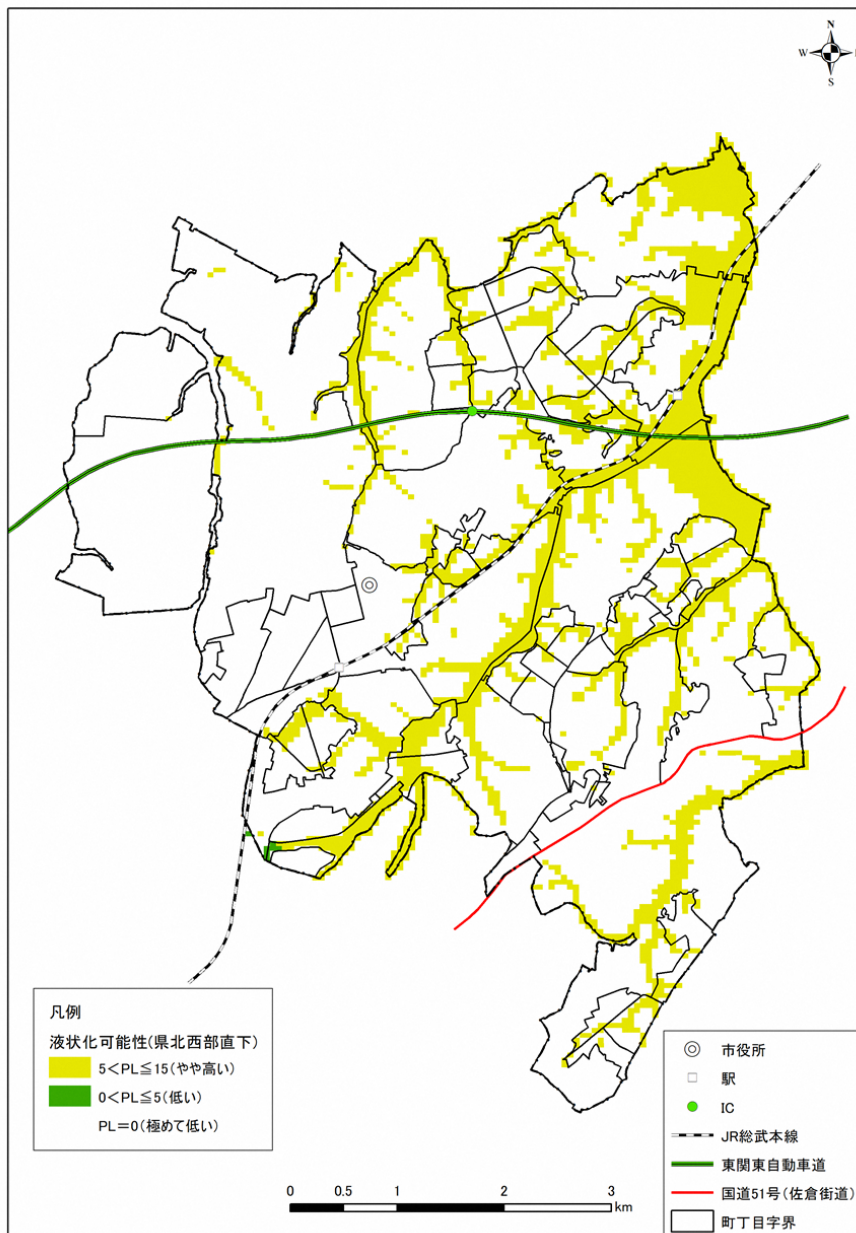 N
W
S
凡例
液状化可能性(県北西部直下)
5<PL≦15(やや高い)
0<PL≦5(低い)
PL=0(極めて低い)
0 0.5 1 2 3
km
市役所
駅
IC
JR総武本線
東関東自動車道
国道51号(佐倉街道)
町丁目字界